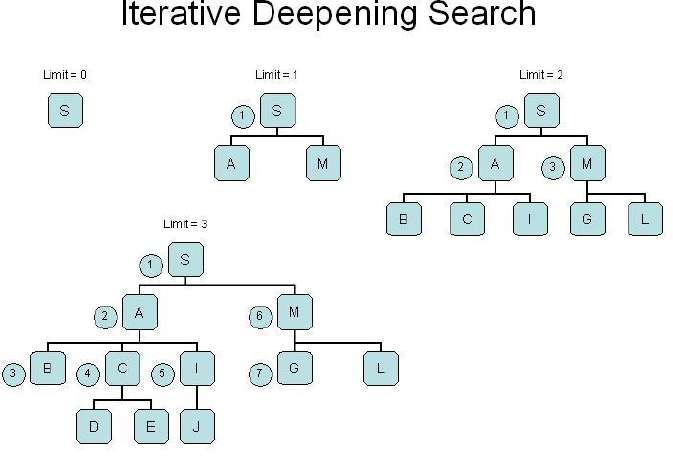 Iterative Deepening Search
Limit = 0
Limit = 1
Limit = 2
S
1 S
1 S
A M
2 A 3 M
B C I G L
Limit = 3
1 S
2 A 6 M
3 B 4 C 5 I 7 G L
D E J